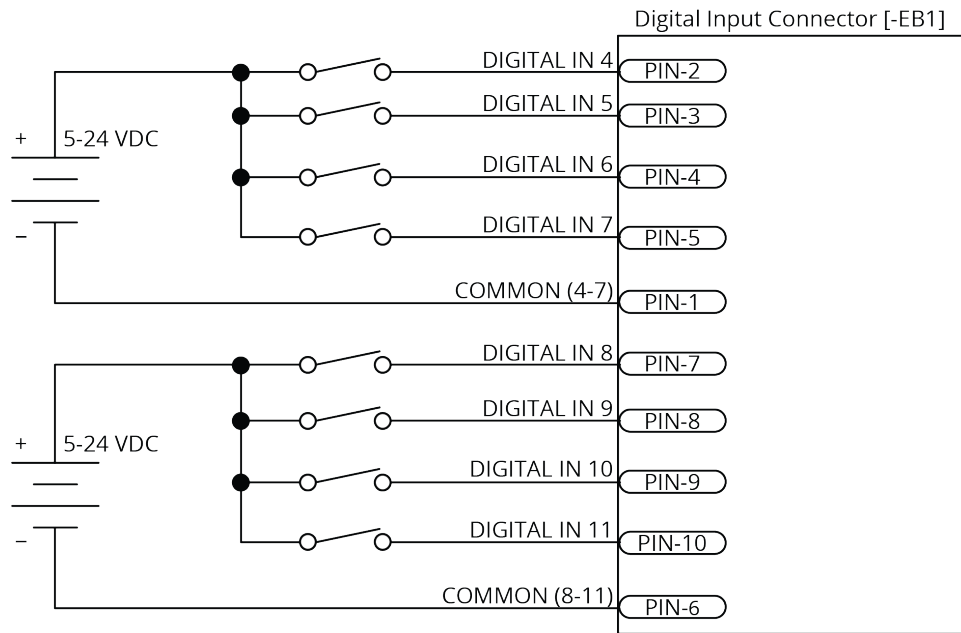 Digital Input Connector [-EB1]
DIGITAL IN 4
PIN-2
DIGITAL IN 5
PIN-3
+
5-24 VDC
DIGITAL IN 6
PIN-4
DIGITAL IN 7
PIN-5
–
COMMON (4-7)
PIN-1
DIGITAL IN 8
PIN-7
DIGITAL IN 9
PIN-8
+
5-24 VDC
DIGITAL IN 10
PIN-9
DIGITAL IN 11
PIN-10
–
COMMON (8-11)
PIN-6